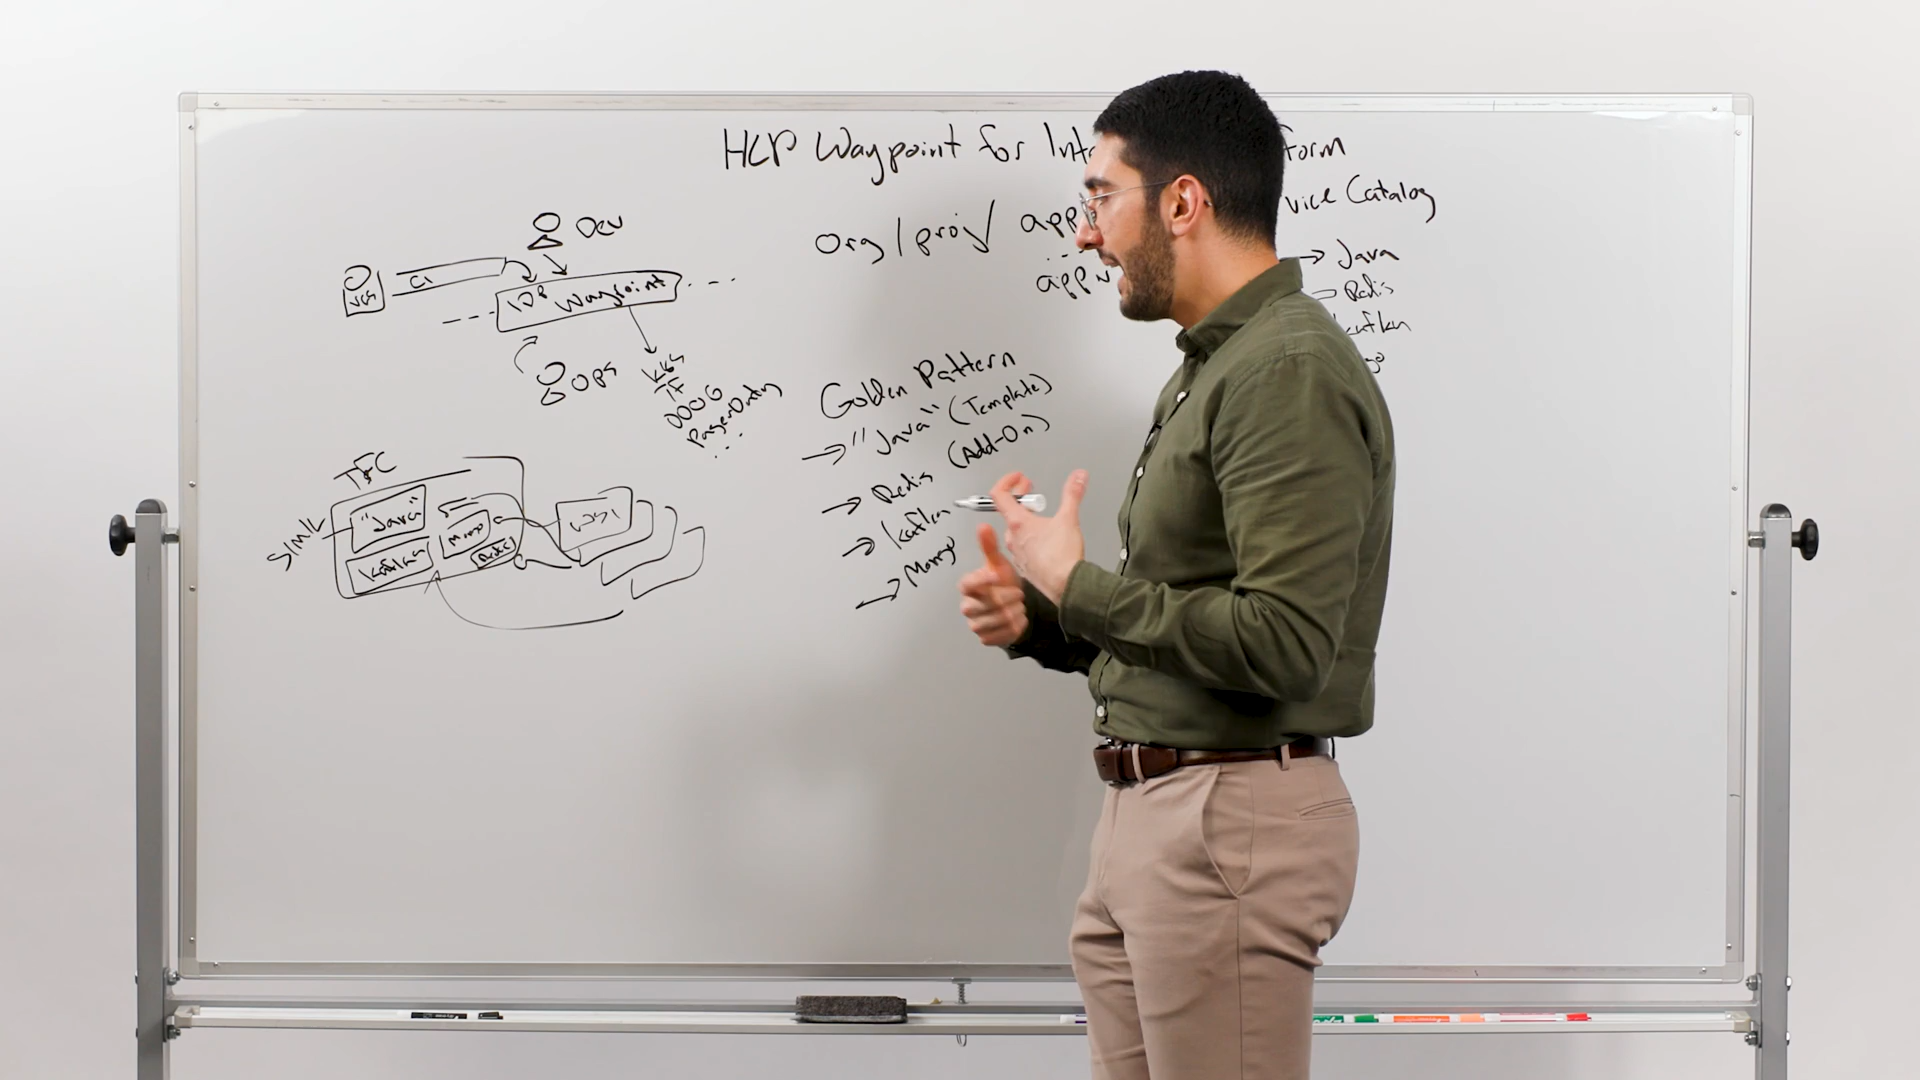 HCP Waypoint for Inte form
Org/proj/ app
app v
vice Catalog
→ Java
→ Redis
kafka
go
Dev
VCS
CI
IDP Waypoint
Ops
K8s
TF
DDOG
PagerDuty
Golden Pattern
→ "Java" (Template)
→ Redis (Add-On)
→ Kafka
→ Mongo
TFC
"Java"
Kafka
Mongo
Redis
WS1